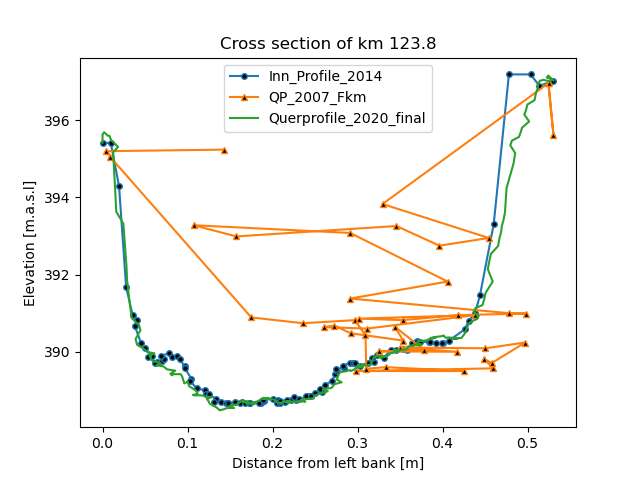 Cross section of km 123.8
Inn_Profile_2014
QP_2007_Fkm
Querprofile_2020_final
Elevation [m.a.s.l]
396
394
392
390
0.0 0.1 0.2 0.3 0.4 0.5
Distance from left bank [m]